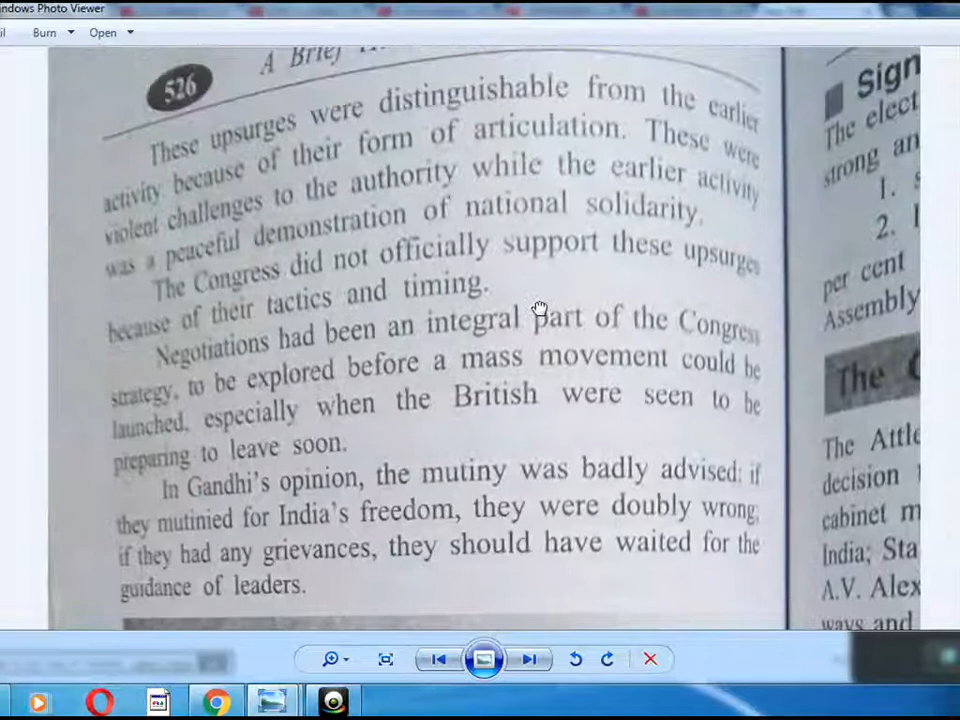 ndows Photo Viewer
il Burn Open
526
A Brief
These upsurges were distinguishable from the earlier
activity because of their form of articulation. These were
violent challenges to the authority while the earlier activity
was a peaceful demonstration of national solidarity.
The Congress did not officially support these upsurges
because of their tactics and timing.
Negotiations had been an integral part of the Congress
strategy, to be explored before a mass movement could be
launched, especially when the British were seen to be
preparing to leave soon.
In Gandhi's opinion, the mutiny was badly advised: if
they mutinied for India's freedom, they were doubly wrong;
if they had any grievances, they should have waited for the
guidance of leaders.
Sign
The elect
strong an
1.
2.
per cent
Assembly
The
The Attle
decision
cabinet m
India; Sta
A.V. Alex
ways and